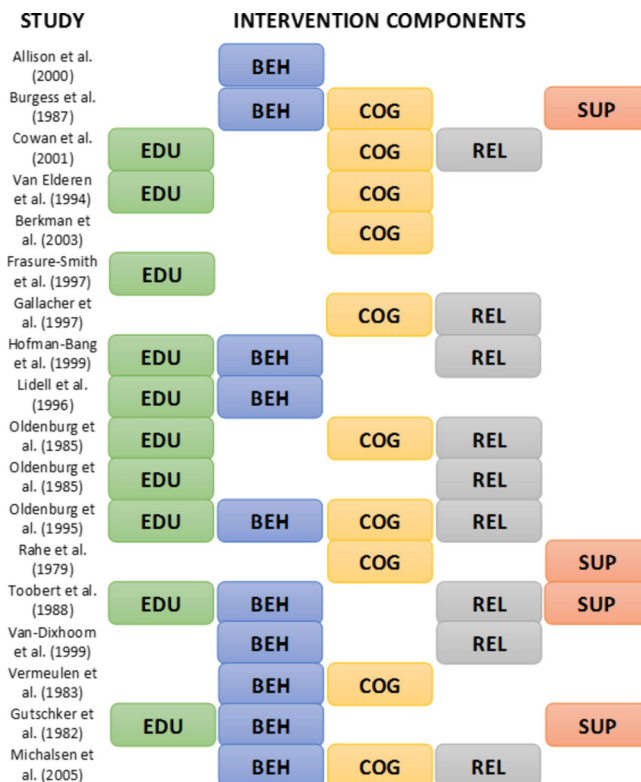 STUDY INTERVENTION COMPONENTS
Allison et al.
(2000)
BEH
Burgess et al.
(1987)
BEH COG SUP
Cowan et al.
(2001)
EDU COG REL
Van Elderen
et al. (1994)
EDU COG
Berkman et
al. (2003)
COG
Frasure-Smith
et al. (1997)
EDU
Gallacher et
al. (1997)
COG REL
Hofman-Bang
et al. (1999)
EDU BEH REL
Lidell et al.
(1996)
EDU BEH
Oldenburg et
al. (1985)
EDU COG REL
Oldenburg et
al. (1985)
EDU REL
Oldenburg et
al. (1995)
EDU BEH COG REL
Rahe et al.
(1979)
COG SUP
Toobert et al.
(1988)
EDU BEH REL SUP
Van-Dixhoom
et al. (1999)
BEH REL
Vermeulen et
al. (1983)
BEH COG
Gutschker et
al. (1982)
EDU BEH SUP
Michalsen et
al. (2005)
BEH COG REL